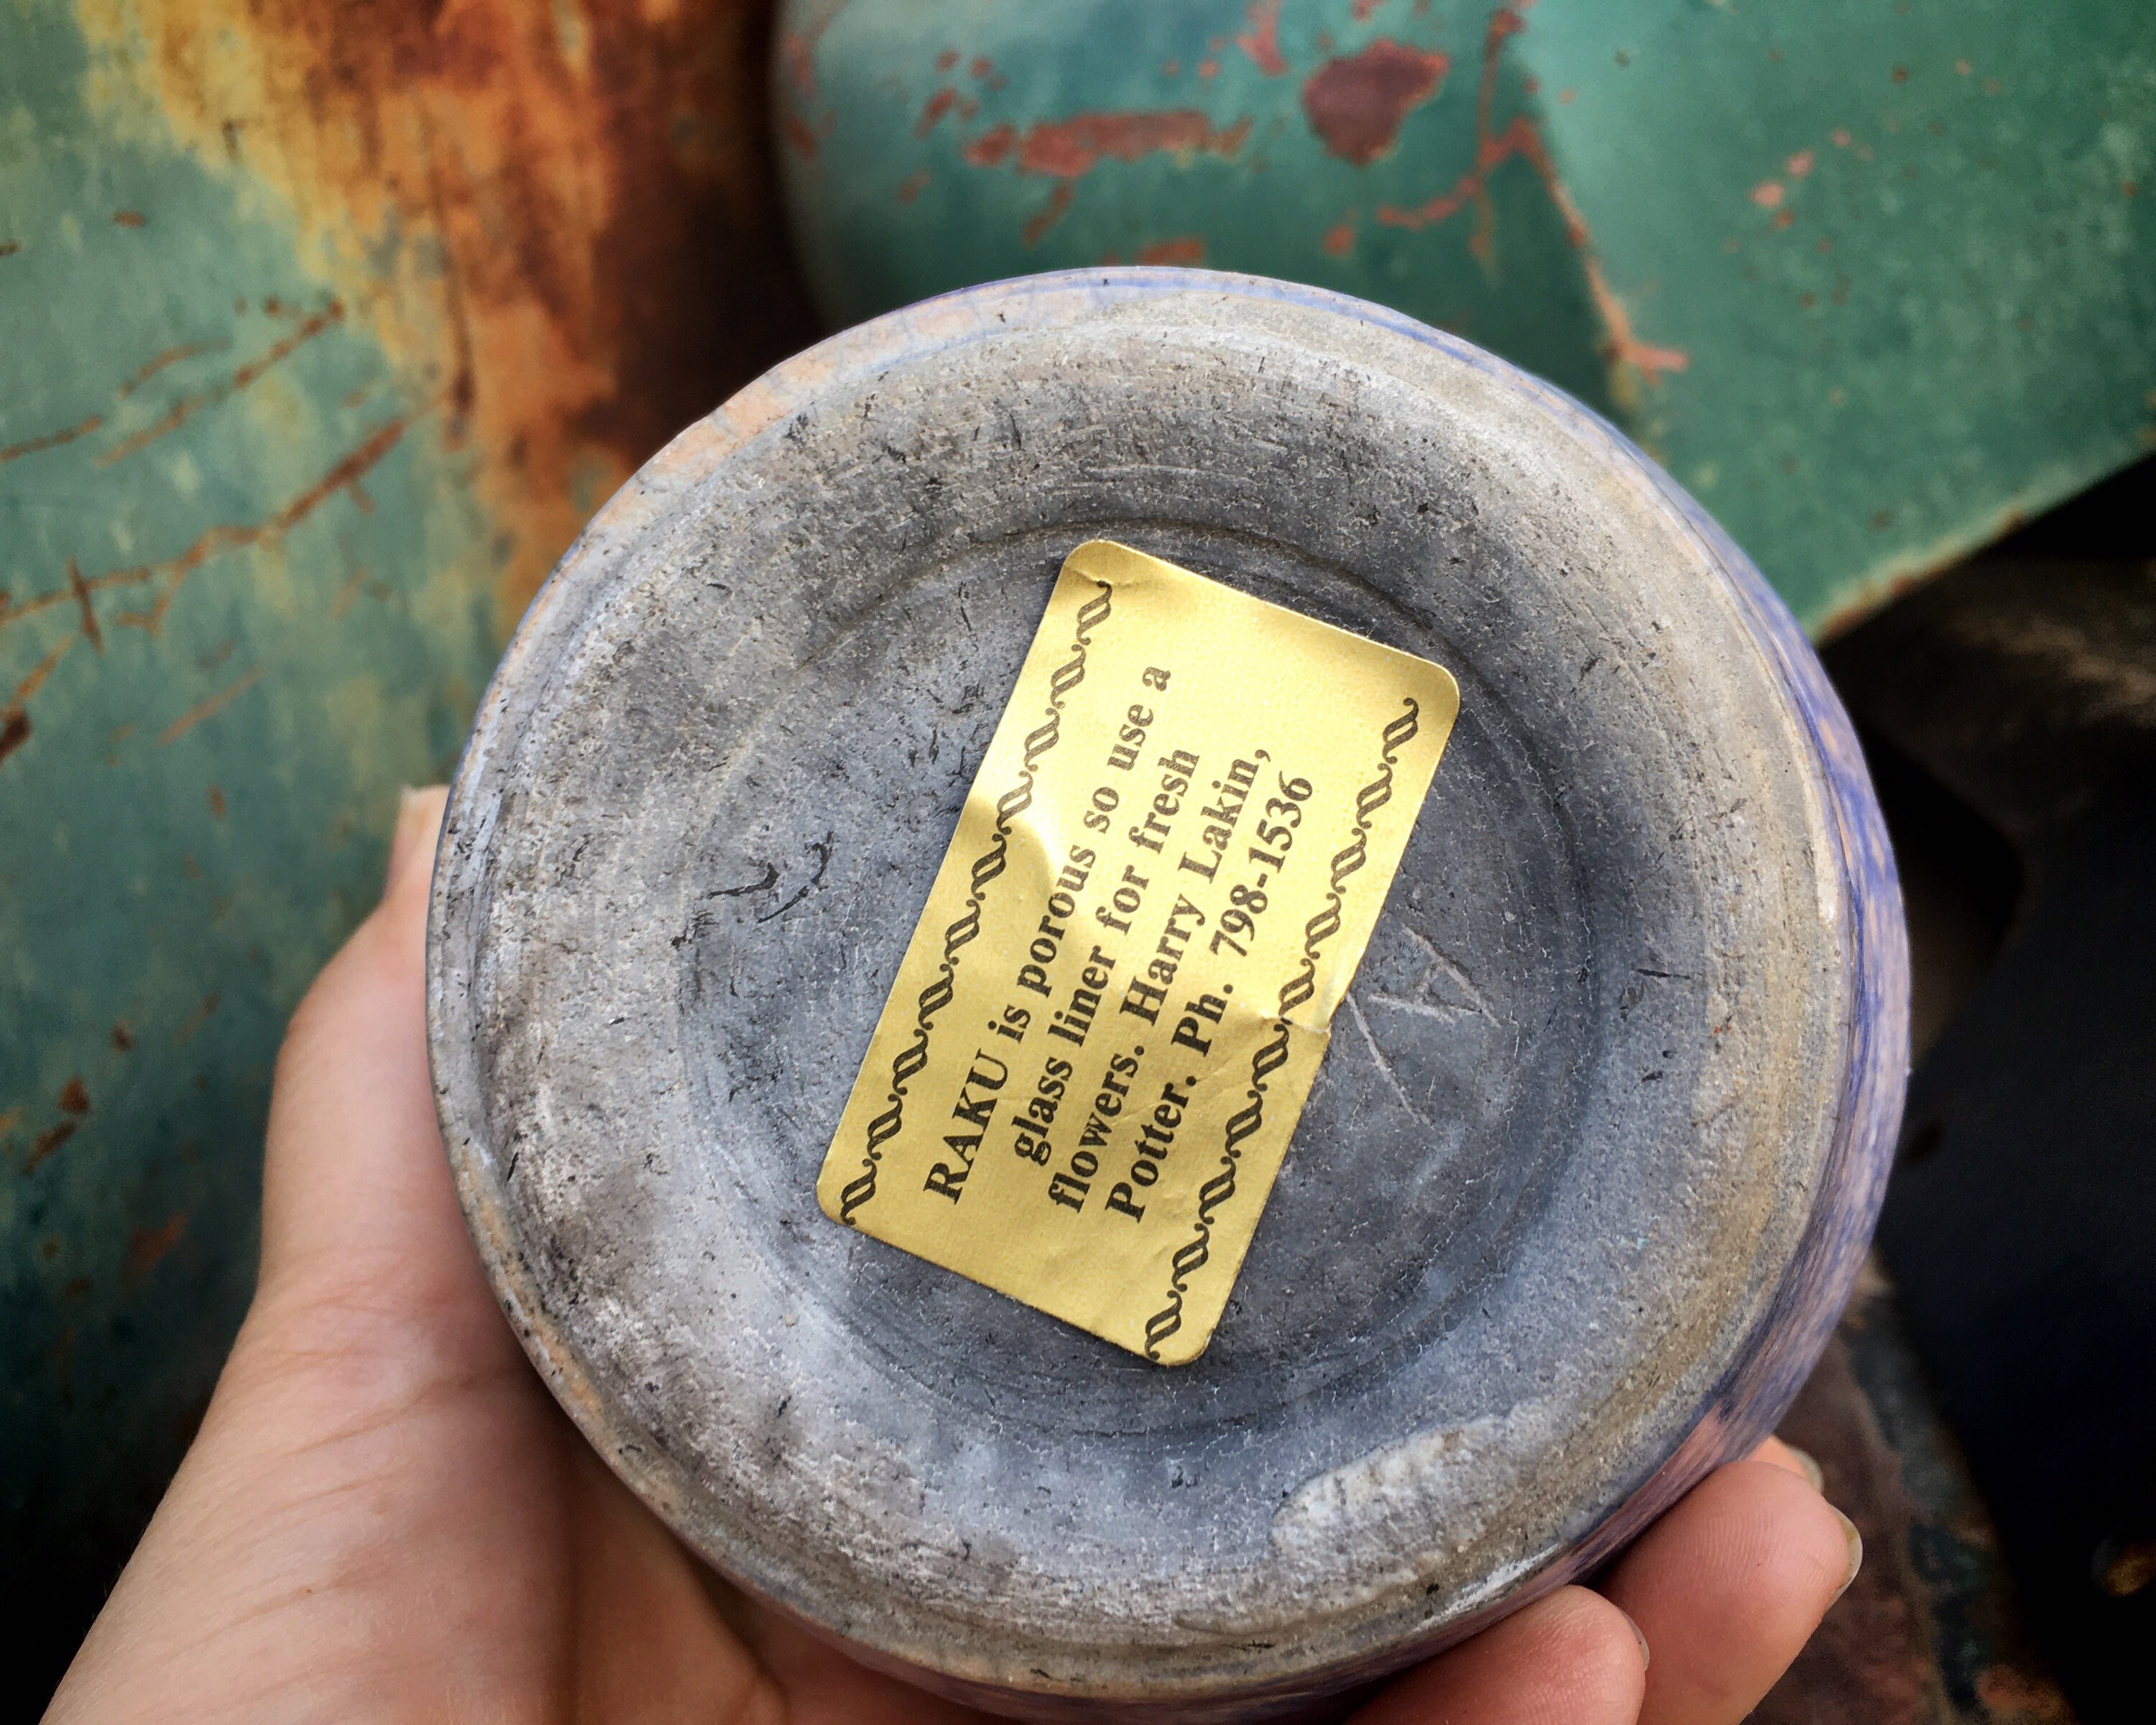 RAKU is porous so use a
glass liner for fresh
flowers. Harry Lakin,
Potter. Ph. 798-1536